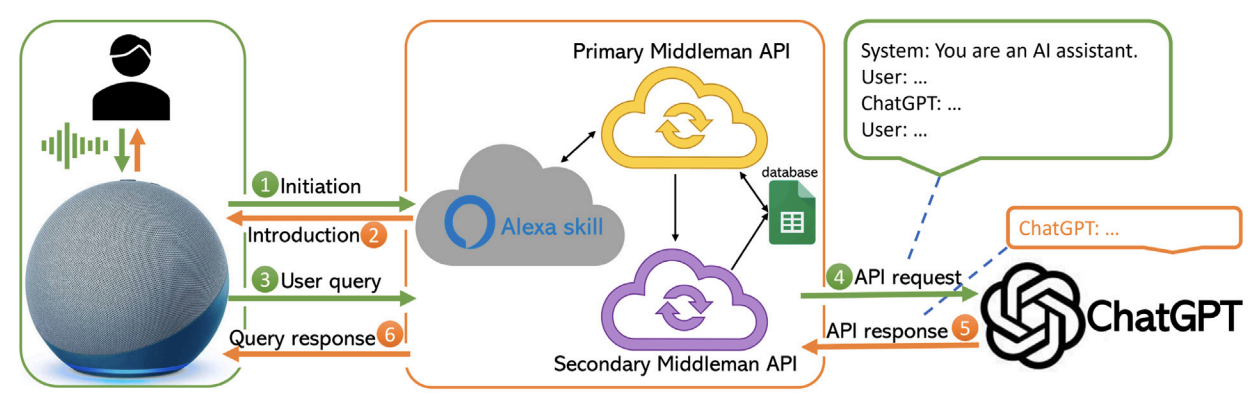 Primary Middleman API
System: You are an AI assistant.
User: ...
ChatGPT: ...
User: ...
database
1 Initiation
Alexa skill
Introduction 2
ChatGPT: ...
3 User query
4 API request
ChatGPT
Query response 6
API response 5
Secondary Middleman API